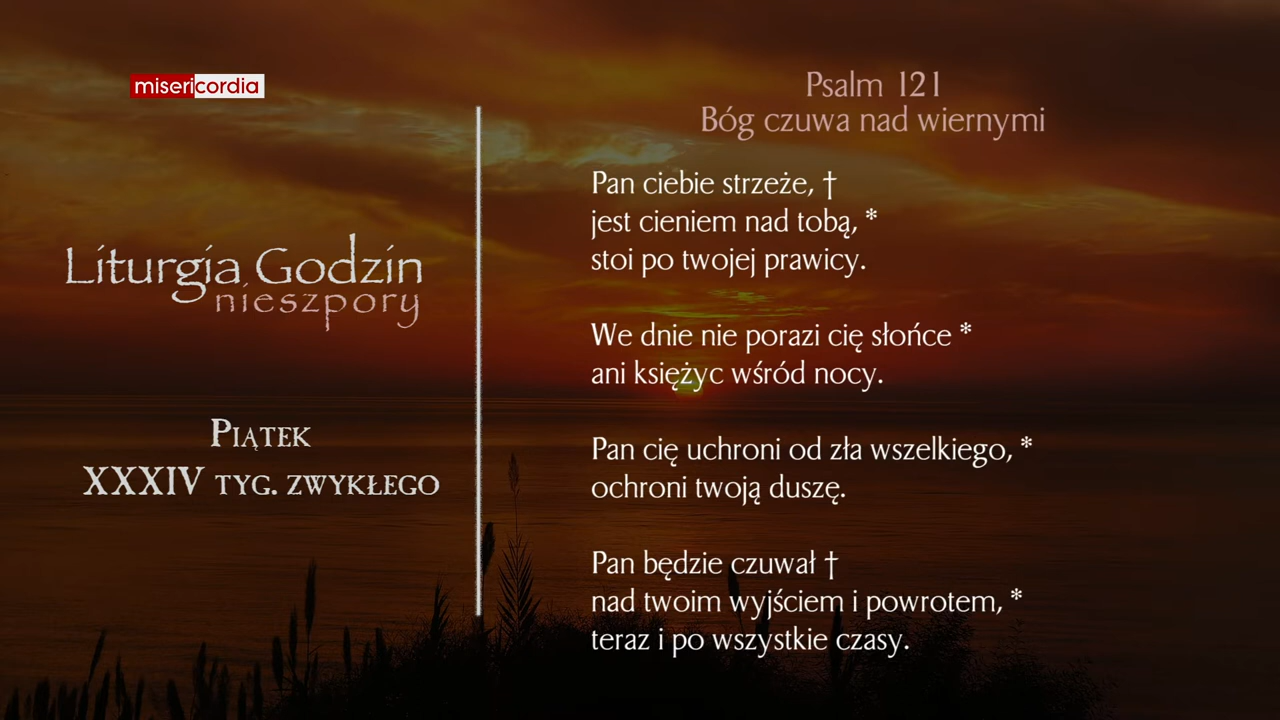 misericordia
Liturgia Godzin
nieszpory
Piątek
XXXIV tyg. zwykłego
Psalm 121
Bóg czuwa nad wiernymi
Pan ciebie strzeże, †
jest cieniem nad tobą, *
stoi po twojej prawicy.
We dnie nie porazi cię słońce *
ani księżyc wśród nocy.
Pan cię uchroni od zła wszelkiego, *
ochroni twoją duszę.
Pan będzie czuwał †
nad twoim wyjściem i powrotem, *
teraz i po wszystkie czasy.